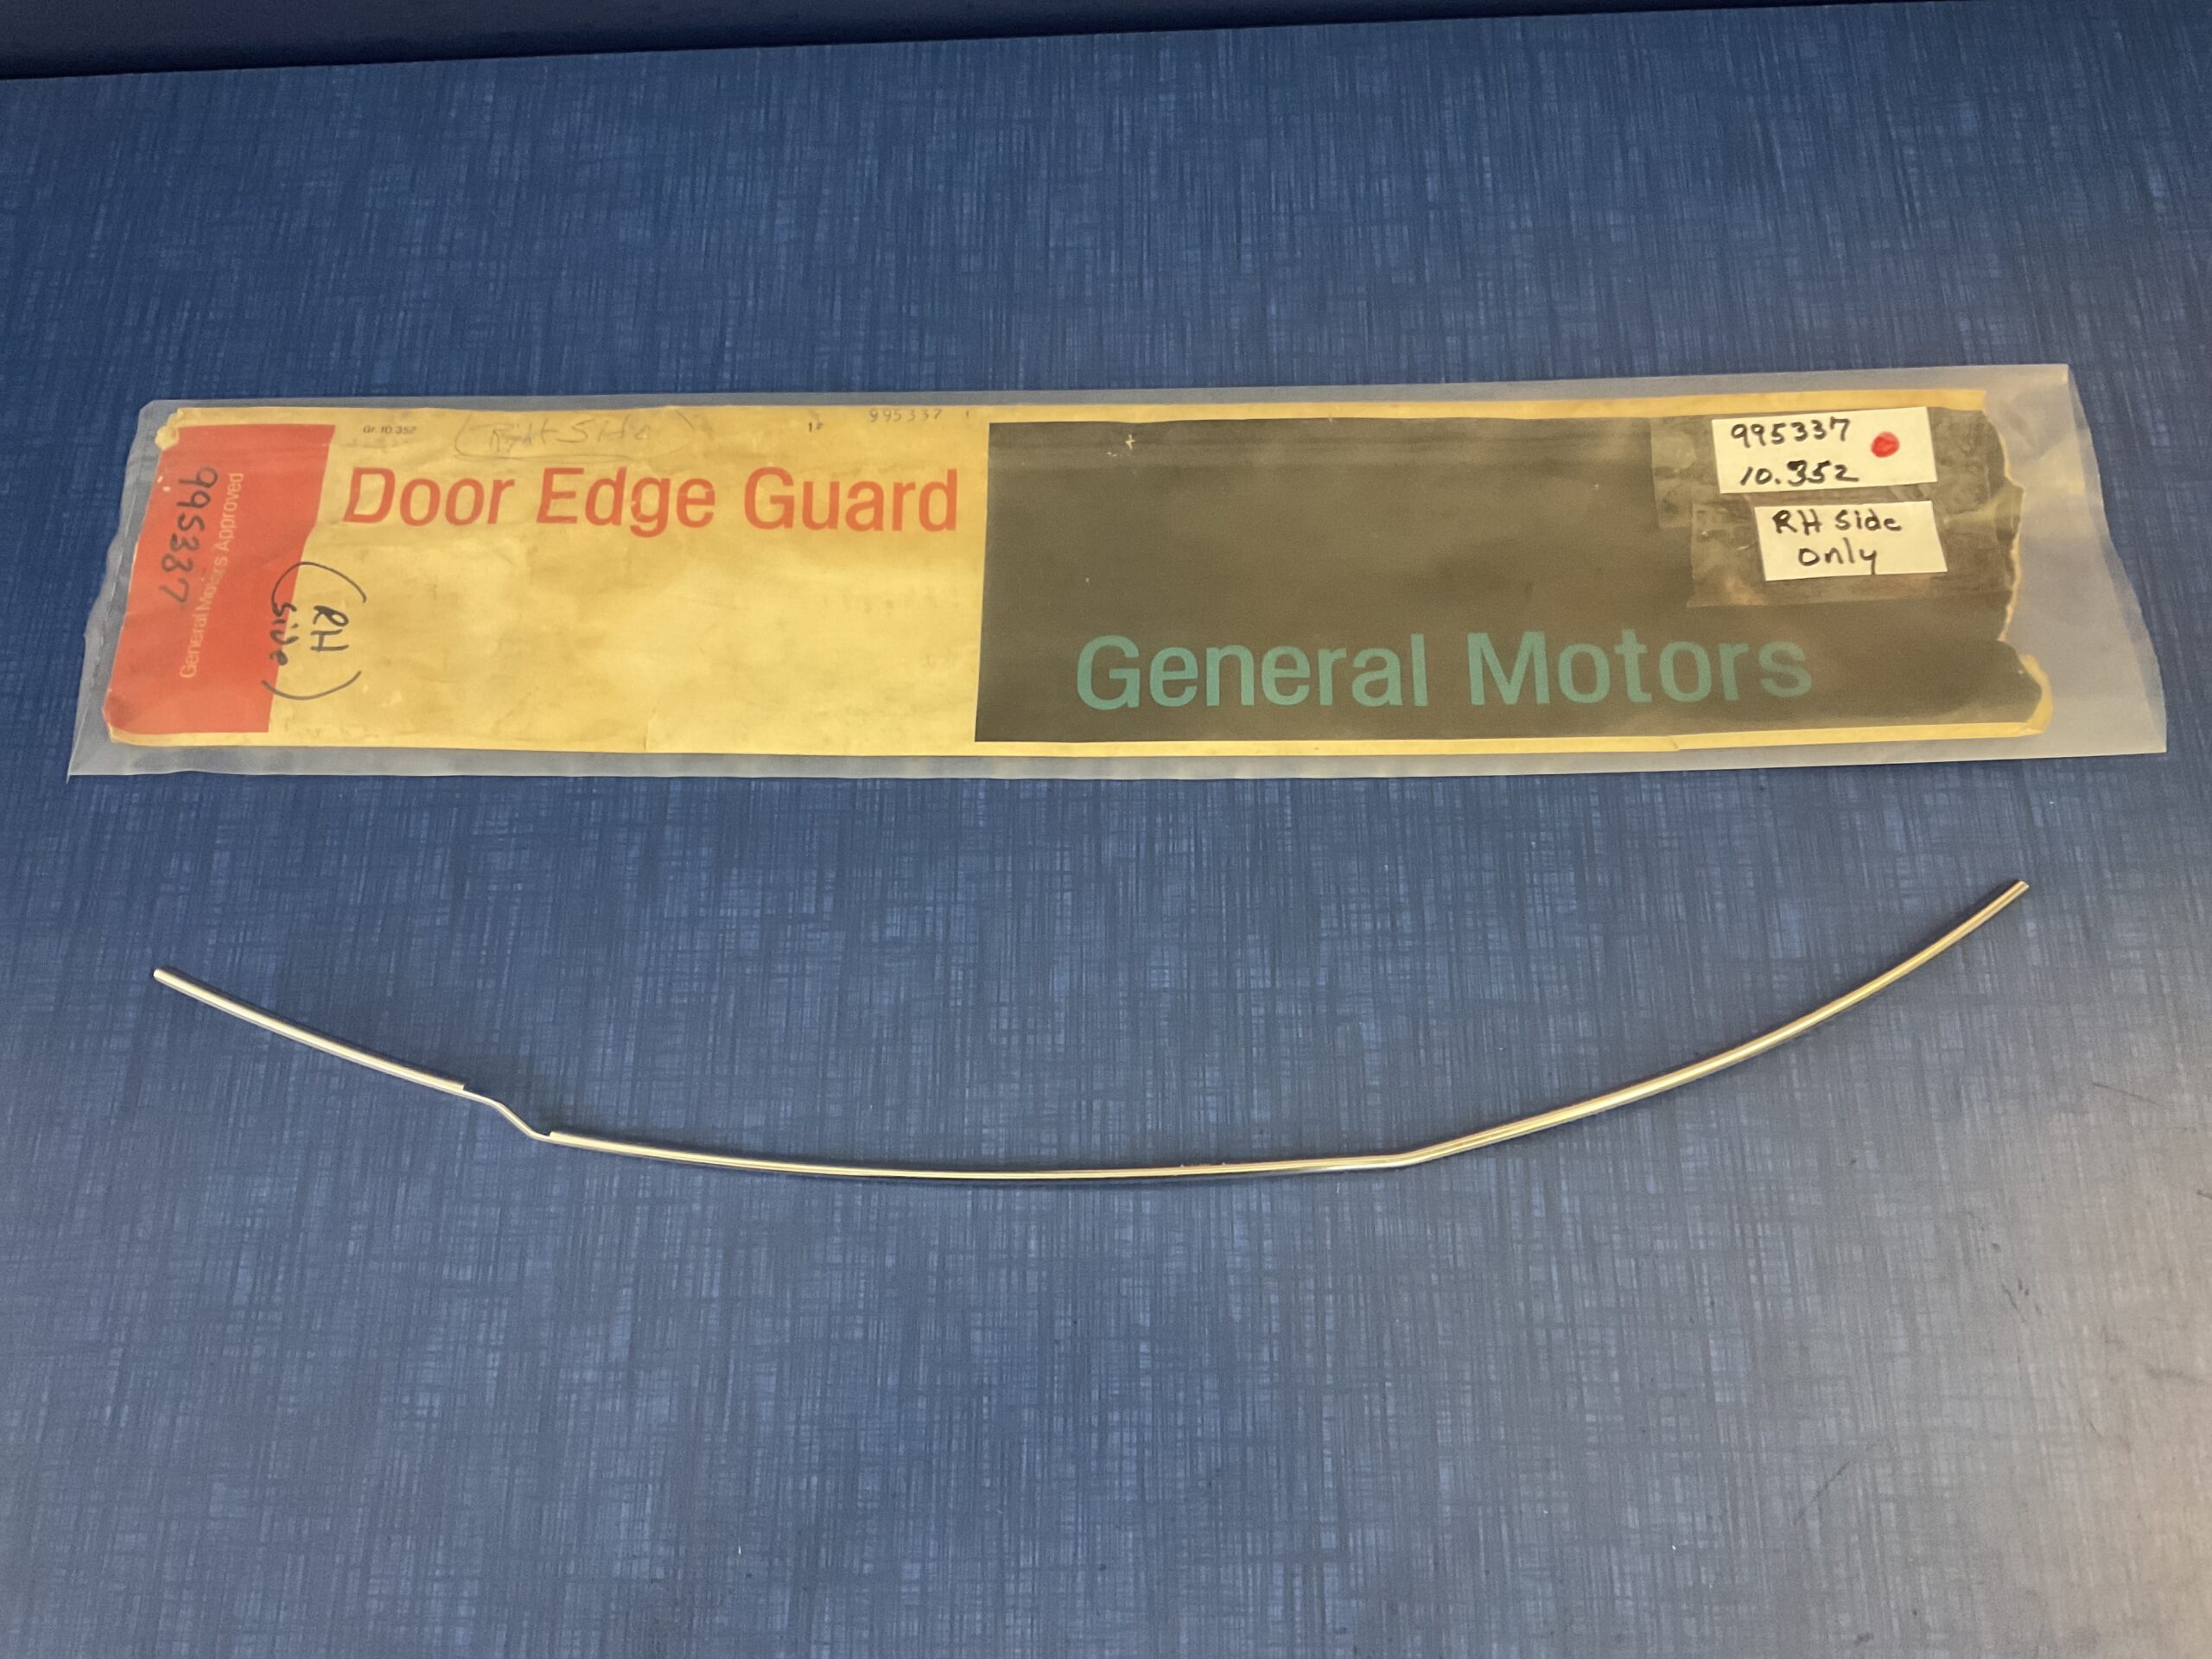 Gr. 10.352
(Right Side)
995337
Door Edge Guard
General Motors Approved
995337
(RH
Side)
General Motors
995337
10.352
RH Side
only